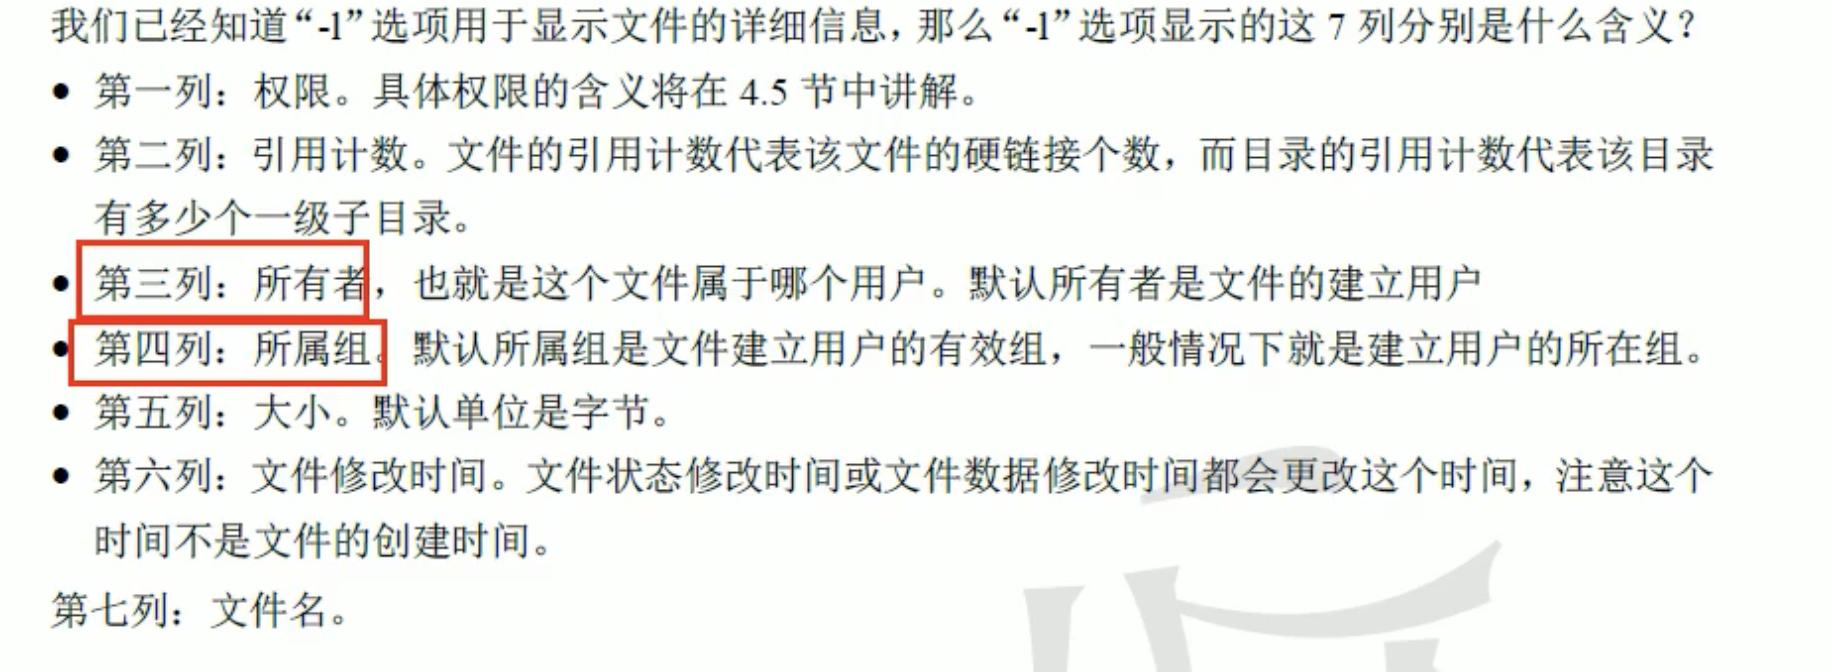 我们已经知道“-l”选项用于显示文件的详细信息，那么“-l”选项显示的这 7 列分别是什么含义？
● 第一列：权限。具体权限的含义将在 4.5 节中讲解。
● 第二列：引用计数。文件的引用计数代表该文件的硬链接个数，而目录的引用计数代表该目录
有多少个一级子目录。
● 第三列：所有者，也就是这个文件属于哪个用户。默认所有者是文件的建立用户
● 第四列：所属组。默认所属组是文件建立用户的有效组，一般情况下就是建立用户的所在组。
● 第五列：大小。默认单位是字节。
● 第六列：文件修改时间。文件状态修改时间或文件数据修改时间都会更改这个时间，注意这个
时间不是文件的创建时间。
第七列：文件名。